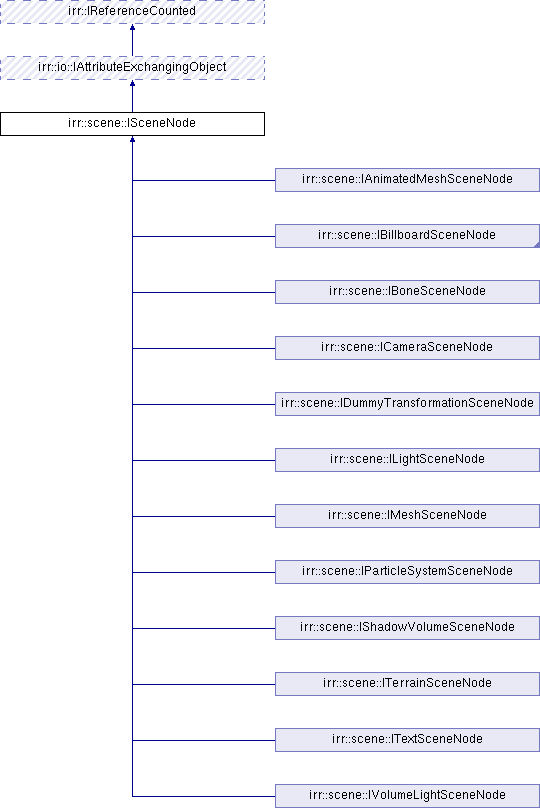 irr::IReferenceCounted
irr::io::IAttributeExchangingObject
irr::scene::ISceneNode
irr::scene::IAnimatedMeshSceneNode
irr::scene::IBillboardSceneNode
irr::scene::IBoneSceneNode
irr::scene::ICameraSceneNode
irr::scene::IDummyTransformationSceneNode
irr::scene::ILightSceneNode
irr::scene::IMeshSceneNode
irr::scene::IParticleSystemSceneNode
irr::scene::IShadowVolumeSceneNode
irr::scene::ITerrainSceneNode
irr::scene::ITextSceneNode
irr::scene::IVolumeLightSceneNode